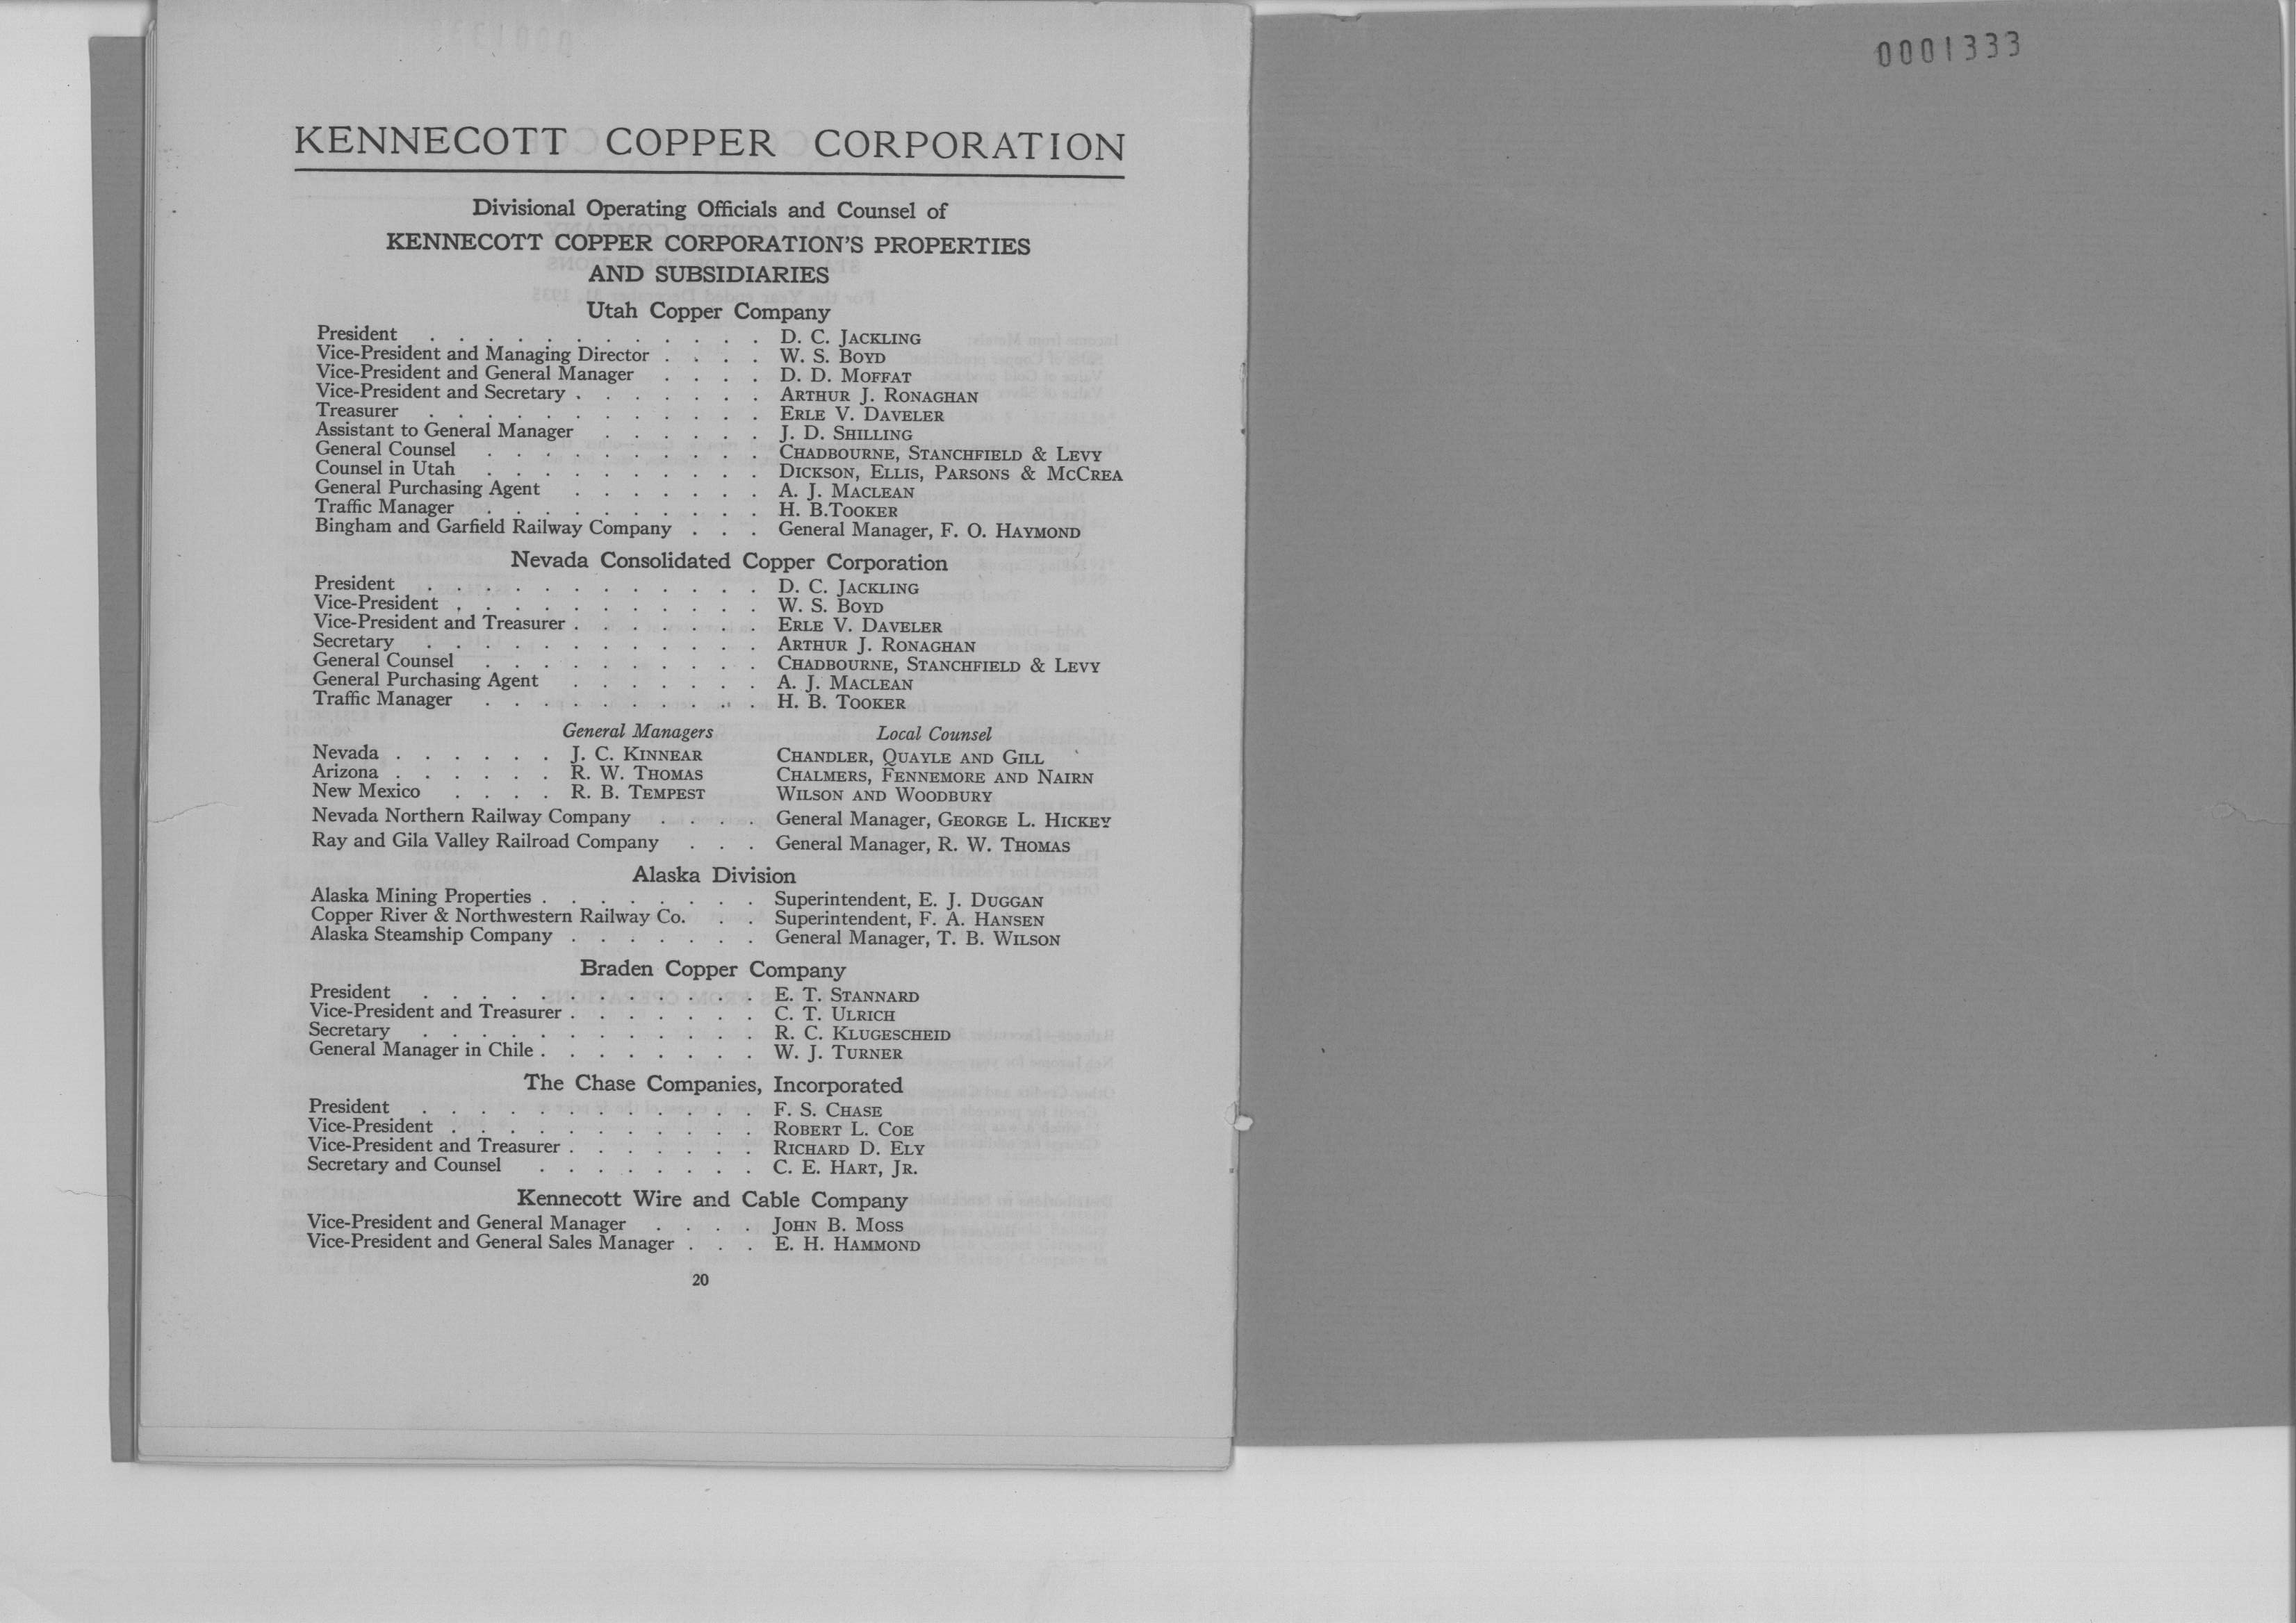 0001333
KENNECOTT COPPER CORPORATION
Divisional Operating Officials and Counsel of
KENNECOTT COPPER CORPORATION'S PROPERTIES
AND SUBSIDIARIES
Utah Copper Company
President . . . . . . . . . . . . D. C. JACKLING
Vice-President and Managing Director . . . . W. S. BOYD
Vice-President and General Manager . . . . D. D. MOFFAT
Vice-President and Secretary . . . . . . . ARTHUR J. RONAGHAN
Treasurer . . . . . . . . . . . . ERLE V. DAVELER
Assistant to General Manager . . . . . . J. D. SHILLING
General Counsel . . . . . . . . . . CHADBOURNE, STANCHFIELD & LEVY
Counsel in Utah . . . . . . . . . . DICKSON, ELLIS, PARSONS & MCCREA
General Purchasing Agent . . . . . . . A. J. MACLEAN
Traffic Manager . . . . . . . . . . H. B.TOOKER
Bingham and Garfield Railway Company . . . General Manager, F. O. HAYMOND
Nevada Consolidated Copper Corporation
President . . . . . . . . . . . . D. C. JACKLING
Vice-President . . . . . . . . . . . W. S. BOYD
Vice-President and Treasurer . . . . . . . ERLE V. DAVELER
Secretary . . . . . . . . . . . . ARTHUR J. RONAGHAN
General Counsel . . . . . . . . . . CHADBOURNE, STANCHFIELD & LEVY
General Purchasing Agent . . . . . . . A. J. MACLEAN
Traffic Manager . . . . . . . . . . H. B. TOOKER
General Managers Local Counsel
Nevada . . . . . . J. C. KINNEAR CHANDLER, QUAYLE AND GILL
Arizona . . . . . . R. W. THOMAS CHALMERS, FENNEMORE AND NAIRN
New Mexico . . . . R. B. TEMPEST WILSON AND WOODBURY
Nevada Northern Railway Company . . . . General Manager, GEORGE L. HICKEY
Ray and Gila Valley Railroad Company . . . General Manager, R. W. THOMAS
Alaska Division
Alaska Mining Properties . . . . . . . . Superintendent, E. J. DUGGAN
Copper River & Northwestern Railway Co. . . Superintendent, F. A. HANSEN
Alaska Steamship Company . . . . . . . General Manager, T. B. WILSON
Braden Copper Company
President . . . . . . . . . . . . E. T. STANNARD
Vice-President and Treasurer . . . . . . . C. T. ULRICH
Secretary . . . . . . . . . . . . R. C. KLUGESCHEID
General Manager in Chile . . . . . . . . W. J. TURNER
The Chase Companies, Incorporated
President . . . . . . . . . . . . F. S. CHASE
Vice-President . . . . . . . . . . . ROBERT L. COE
Vice-President and Treasurer . . . . . . . RICHARD D. ELY
Secretary and Counsel . . . . . . . . C. E. HART, JR.
Kennecott Wire and Cable Company
Vice-President and General Manager . . . . JOHN B. MOSS
Vice-President and General Sales Manager . . . E. H. HAMMOND
20